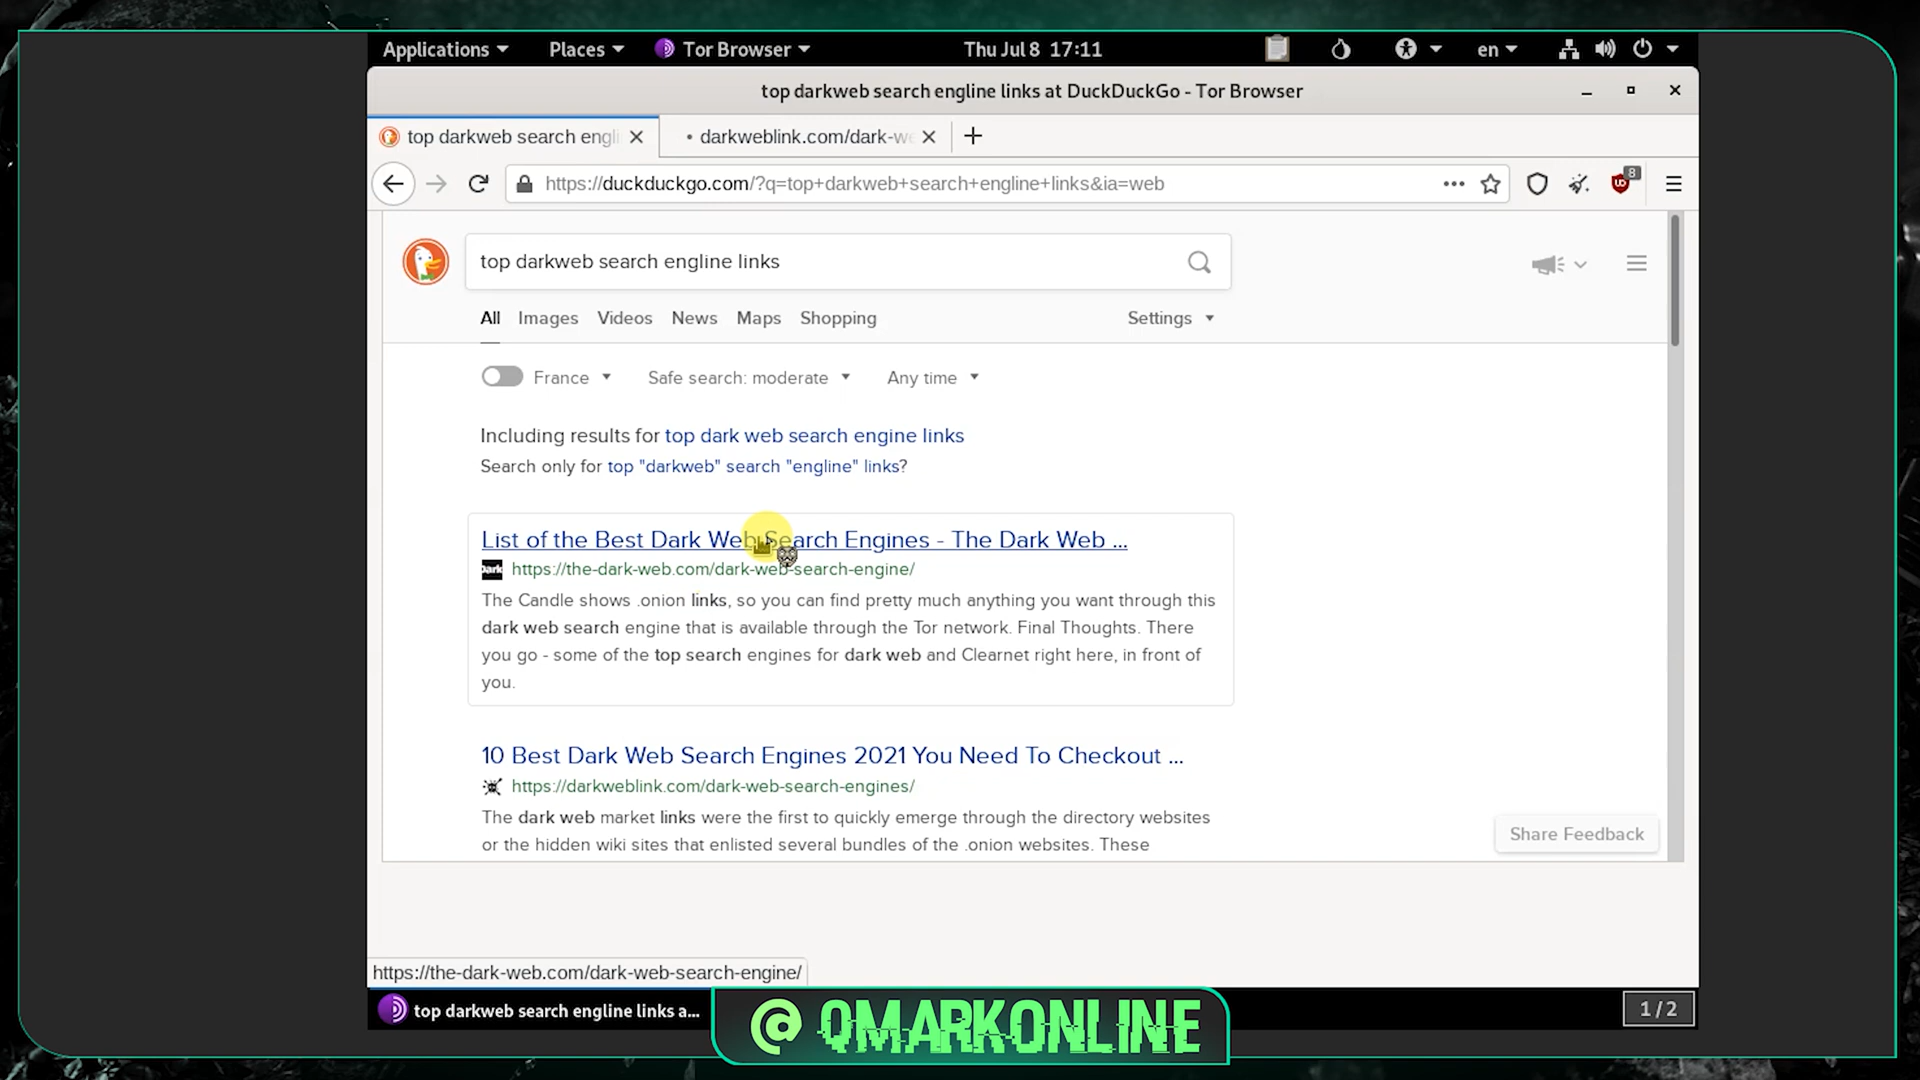 Applications Places Tor Browser Thu Jul 8 17:11 en
top darkweb search engline links at DuckDuckGo - Tor Browser
top darkweb search engli darkweblink.com/dark-we
https://duckduckgo.com/?q=top+darkweb+search+engline+links&ia=web 8
top darkweb search engline links
All Images Videos News Maps Shopping Settings
France Safe search: moderate Any time
Including results for top dark web search engine links
Search only for top "darkweb" search "engline" links?
List of the Best Dark Web Search Engines - The Dark Web ...
Dark https://the-dark-web.com/dark-web-search-engine/
The Candle shows .onion links, so you can find pretty much anything you want through this
dark web search engine that is available through the Tor network. Final Thoughts. There
you go - some of the top search engines for dark web and Clearnet right here, in front of
you.
10 Best Dark Web Search Engines 2021 You Need To Checkout ...
https://darkweblink.com/dark-web-search-engines/
The dark web market links were the first to quickly emerge through the directory websites
or the hidden wiki sites that enlisted several bundles of the .onion websites. These
Share Feedback
https://the-dark-web.com/dark-web-search-engine/
top darkweb search engline links a...
@QMARKONLINE
1 / 2